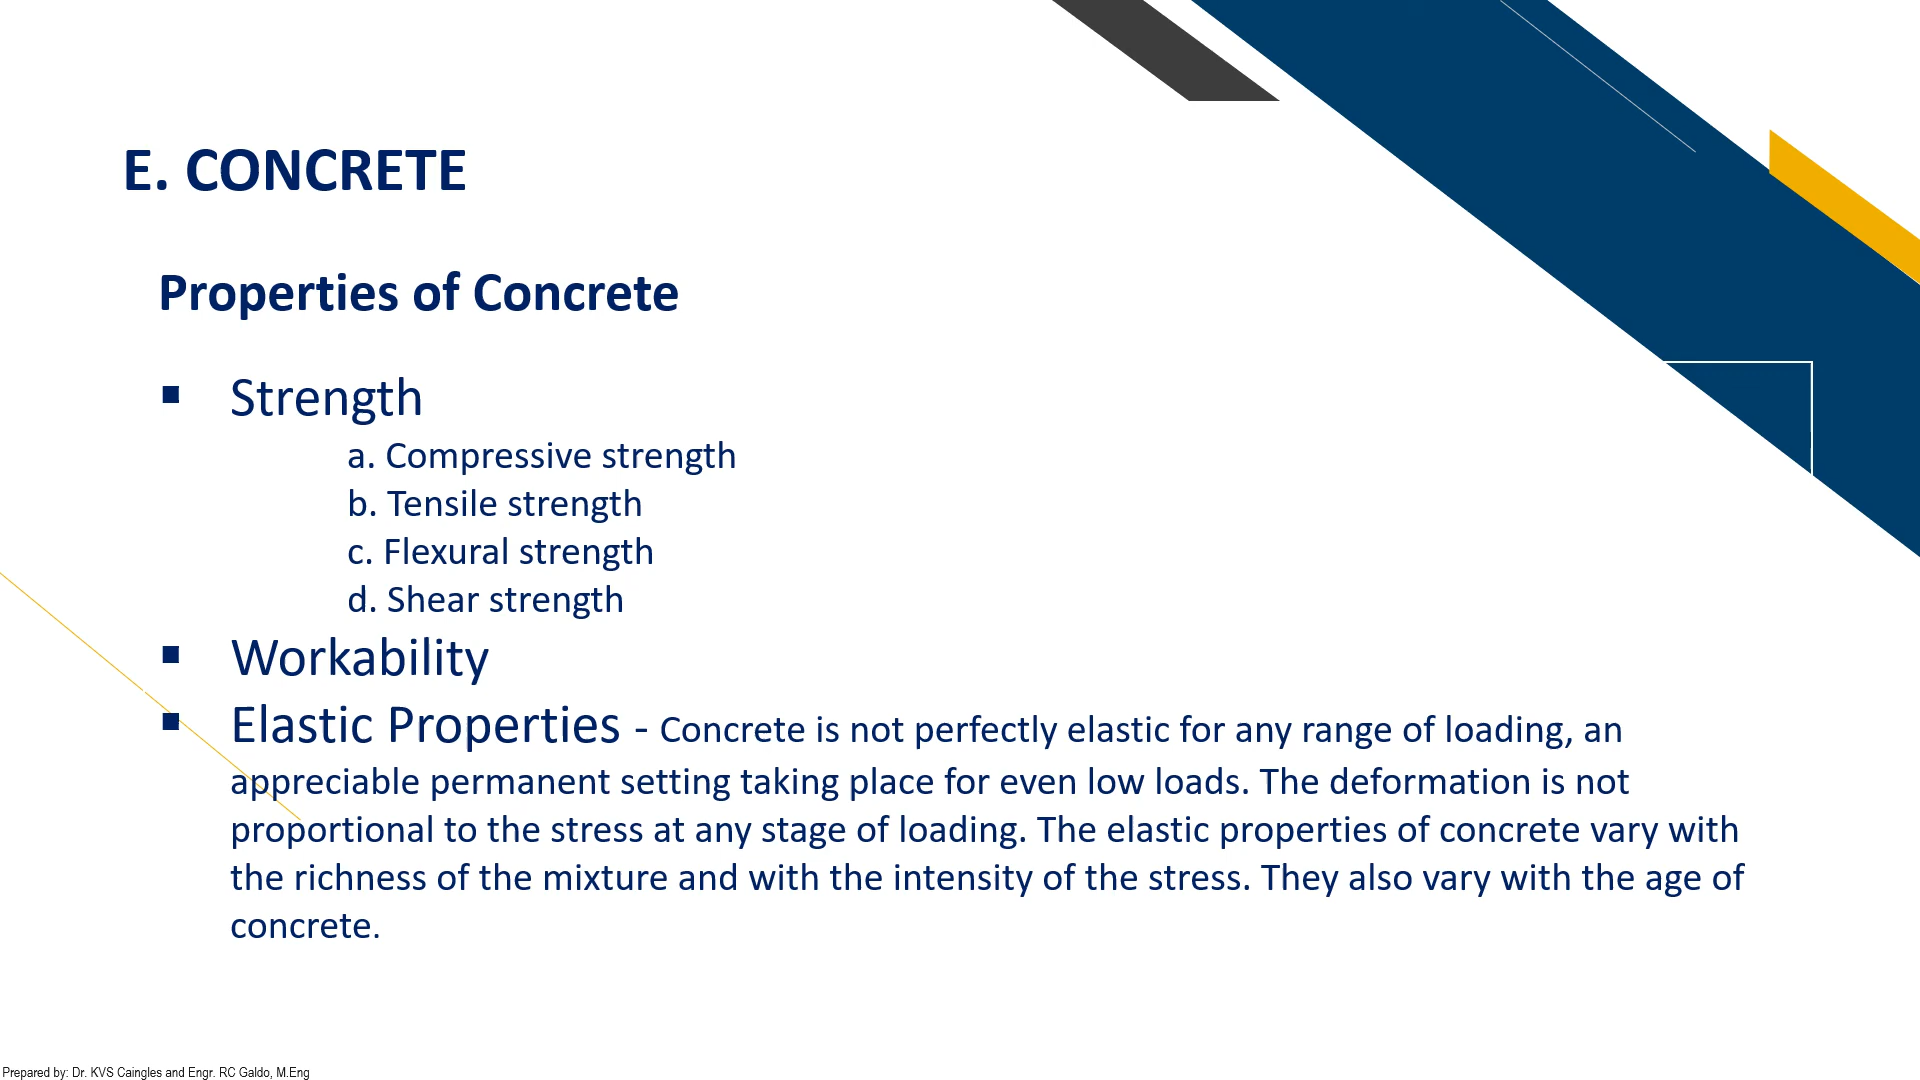 E. CONCRETE
Properties of Concrete
▪ Strength
a. Compressive strength
b. Tensile strength
c. Flexural strength
d. Shear strength
▪ Workability
▪ Elastic Properties - Concrete is not perfectly elastic for any range of loading, an
appreciable permanent setting taking place for even low loads. The deformation is not
proportional to the stress at any stage of loading. The elastic properties of concrete vary with
the richness of the mixture and with the intensity of the stress. They also vary with the age of
concrete.
Prepared by: Dr. KVS Caingles and Engr. RC Galdo, M.Eng